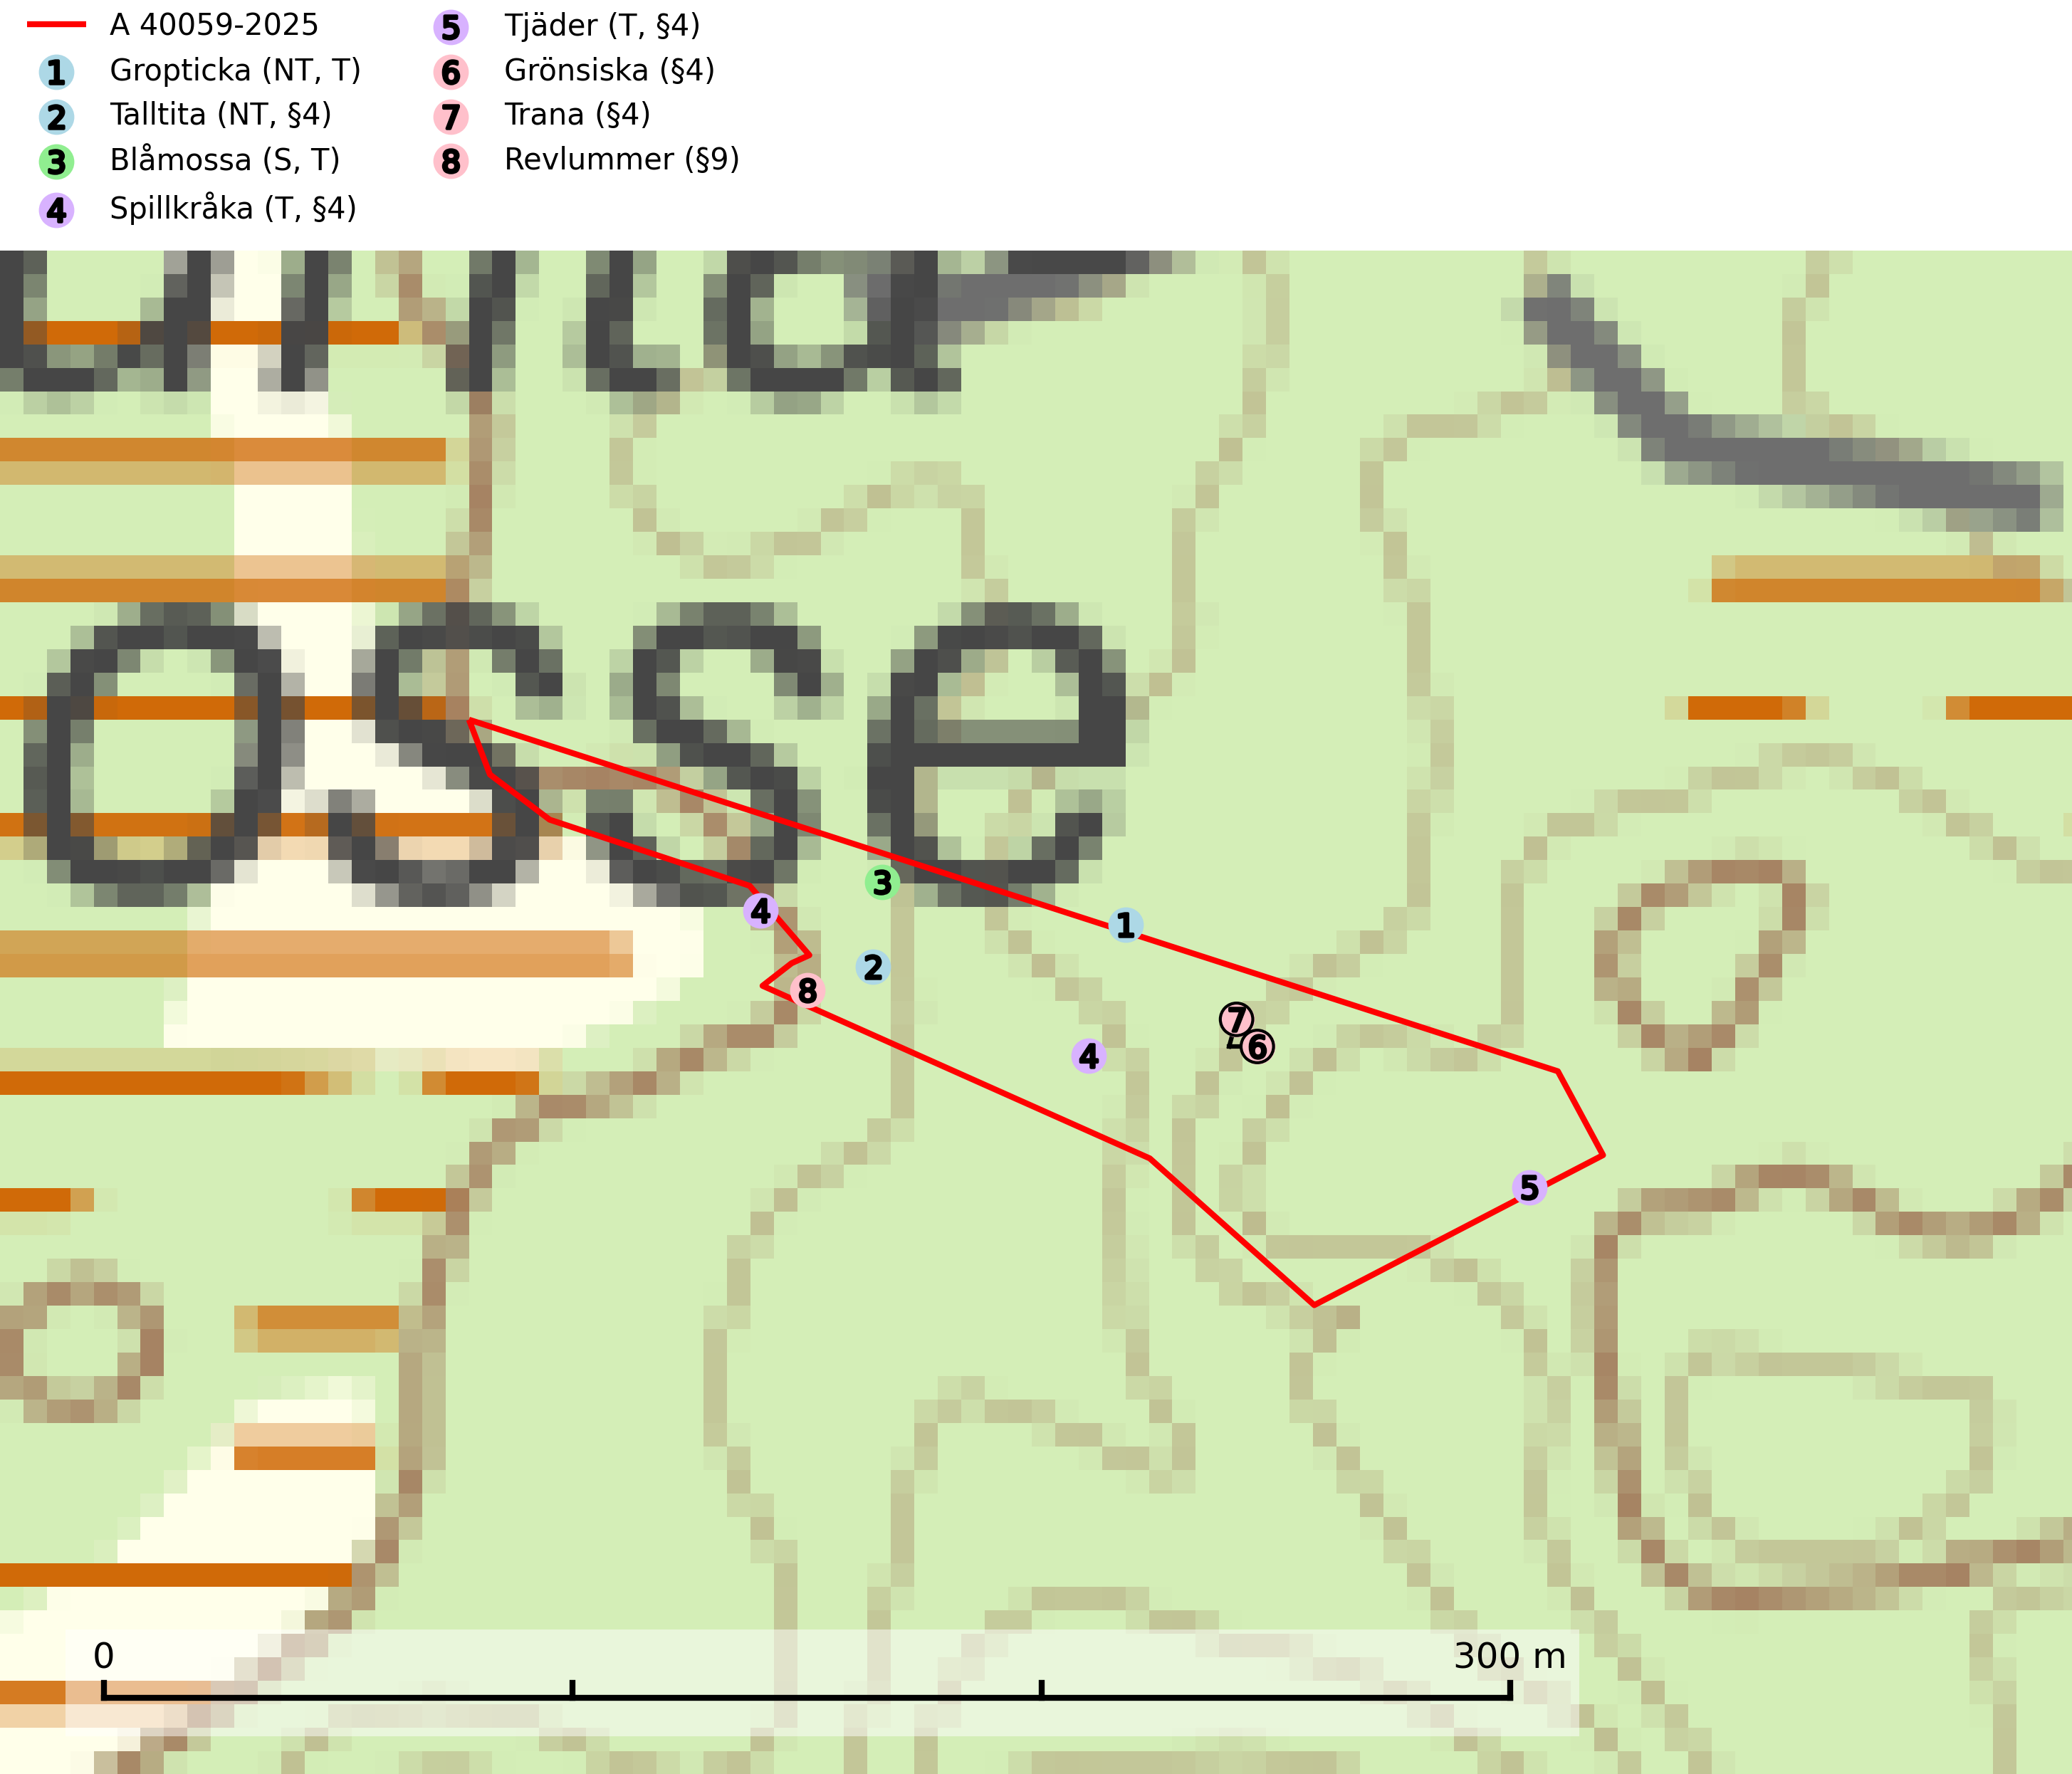 A 40059-2025
1 Gropticka (NT, T)
2 Talltita (NT, §4)
3 Blåmossa (S, T)
4 Spillkråka (T, §4)
5 Tjäder (T, §4)
6 Grönsiska (§4)
7 Trana (§4)
8 Revlummer (§9)
osse
3
4
1
2
8
7
6
4
5
0
300 m